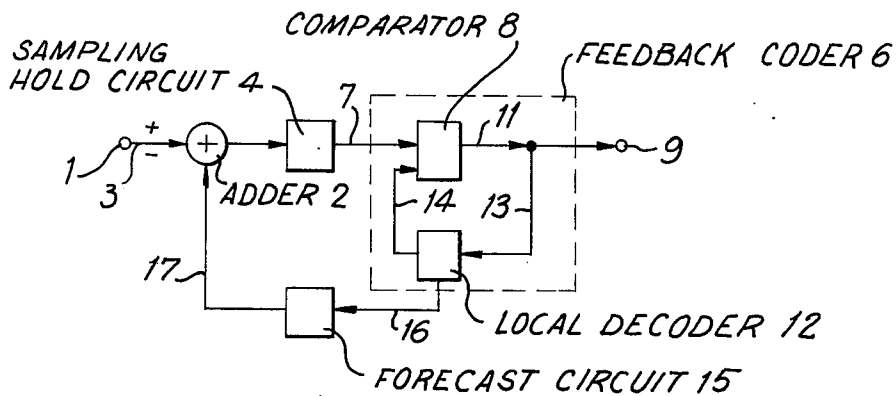 COMPARATOR 8
SAMPLING
HOLD CIRCUIT 4
FEEDBACK CODER 6
7
11
+
−
1
3
9
ADDER 2
14
13
17
16
LOCAL DECODER 12
FORECAST CIRCUIT 15